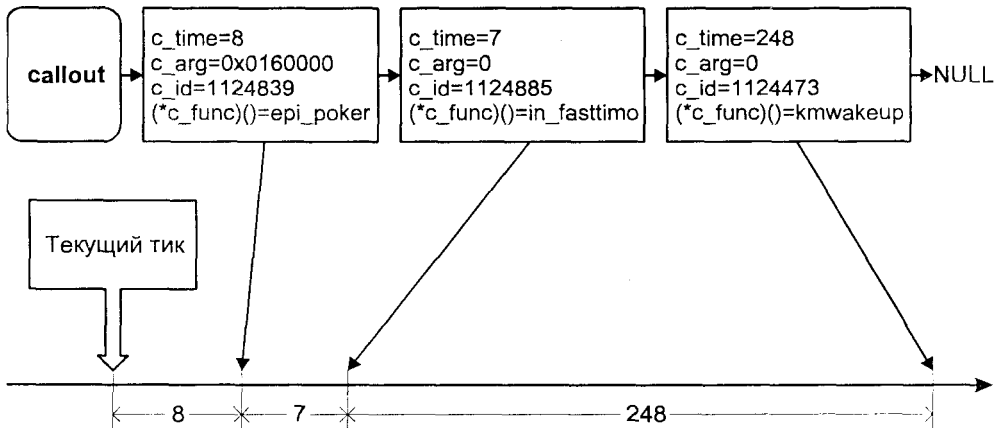 callout
c_time=8
c_arg=0x0160000
c_id=1124839
(*c_func)()=epi_poker
c_time=7
c_arg=0
c_id=1124885
(*c_func)()=in_fasttimo
c_time=248
c_arg=0
c_id=1124473
(*c_func)()=kmwakeup
NULL
Текущий тик
8
7
248